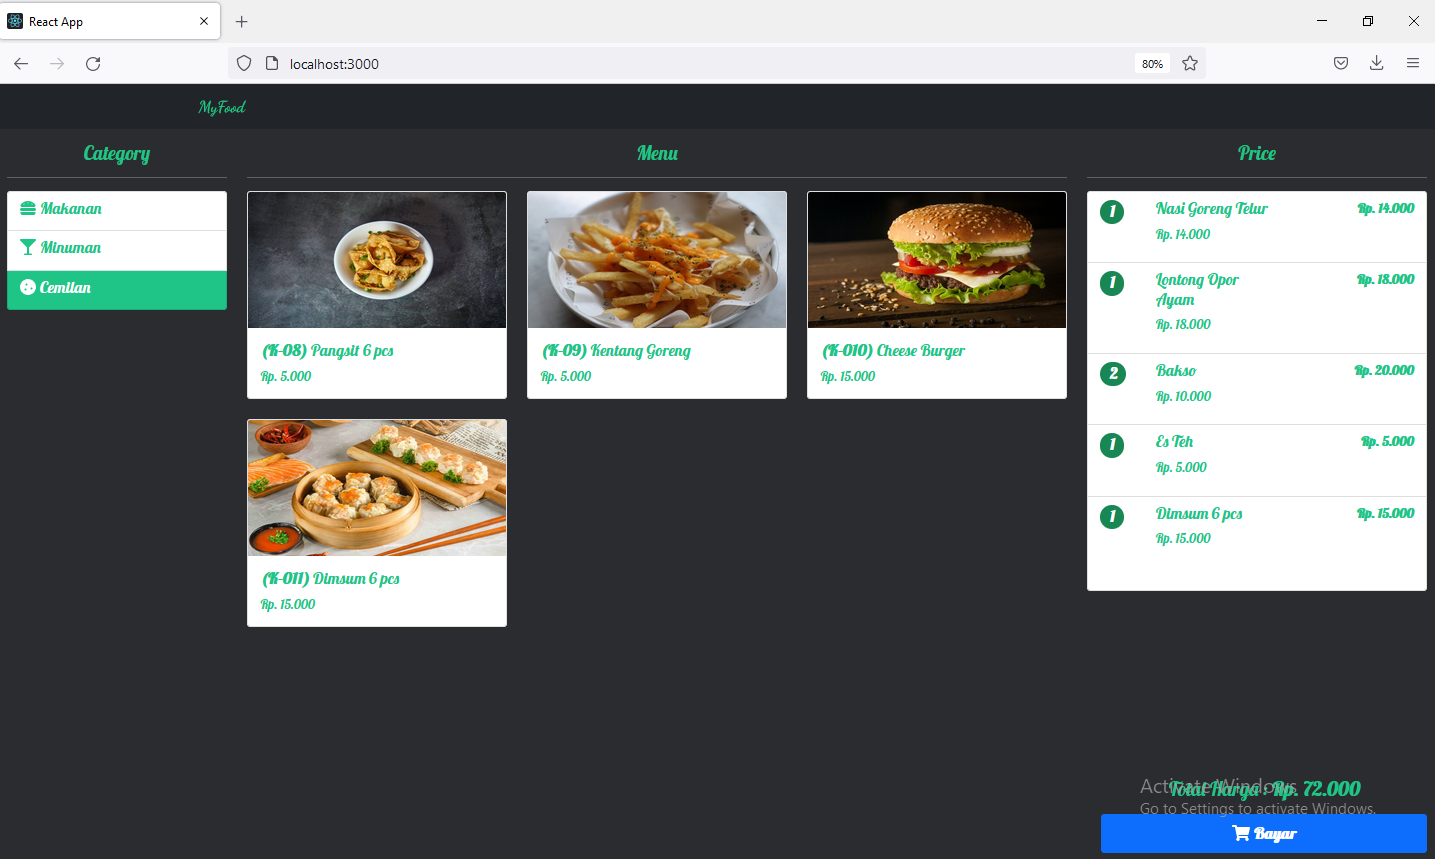 React App
localhost:3000
80%
MyFood
Category
Makanan
Minuman
Cemilan
Menu
(K-08) Pangsit 6 pcs
Rp. 5.000
(K-09) Kentang Goreng
Rp. 5.000
(K-010) Cheese Burger
Rp. 15.000
(K-011) Dimsum 6 pcs
Rp. 15.000
Price
1 Nasi Goreng Telur Rp. 14.000
Rp. 14.000
1 Lontong Opor Rp. 18.000
Ayam
Rp. 18.000
2 Bakso Rp. 20.000
Rp. 10.000
1 Es Teh Rp. 5.000
Rp. 5.000
1 Dimsum 6 pcs Rp. 15.000
Rp. 15.000
Total Harga : Rp. 72.000
Activate Windows
Go to Settings to activate Windows.
Bayar